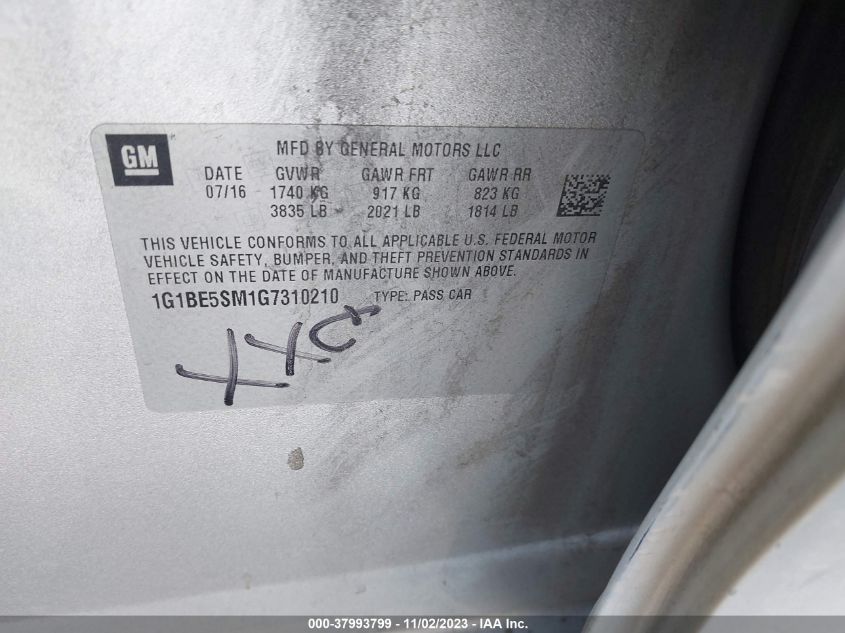 GM
MFD BY GENERAL MOTORS LLC
DATE GVWR GAWR FRT GAWR RR
07/16 1740 KG 917 KG 823 KG
3835 LB 2021 LB 1814 LB
THIS VEHICLE CONFORMS TO ALL APPLICABLE U.S. FEDERAL MOTOR
VEHICLE SAFETY, BUMPER, AND THEFT PREVENTION STANDARDS IN
EFFECT ON THE DATE OF MANUFACTURE SHOWN ABOVE.
1G1BE5SM1G7310210 TYPE: PASS CAR
000-37993799 - 11/02/2023 - IAAI.COM